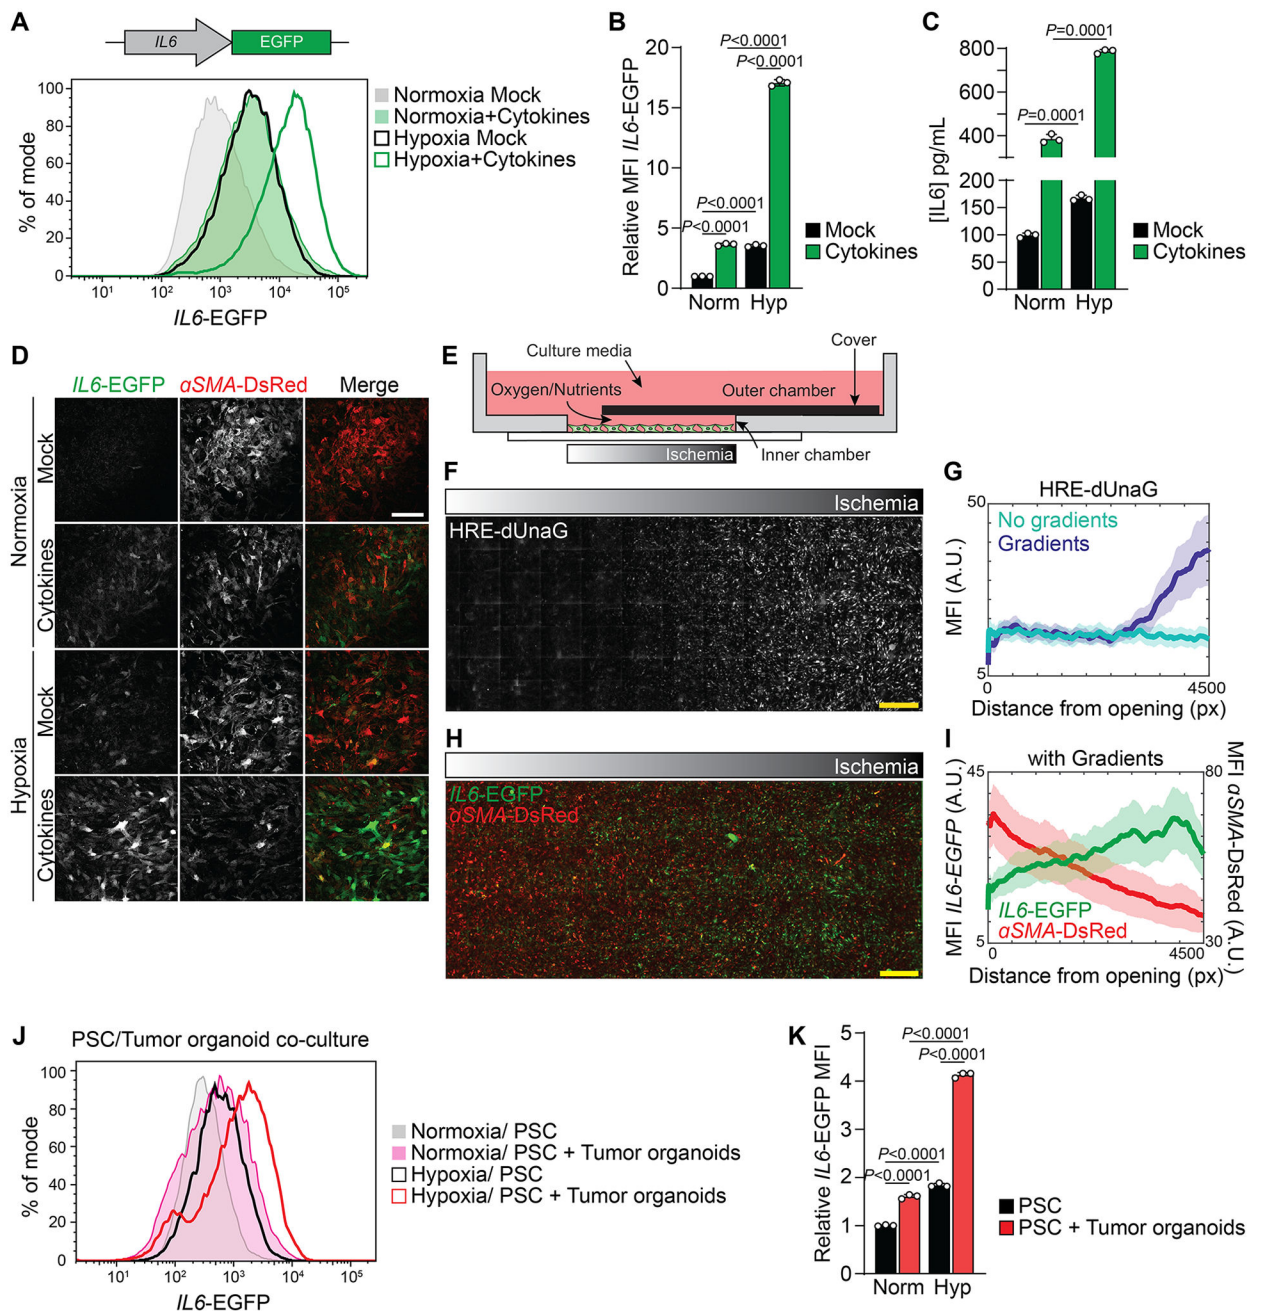 A
IL6
EGFP
% of mode
100
80
60
40
20
0
10¹
10²
10³
10⁴
10⁵
IL6-EGFP
Normoxia Mock
Normoxia+Cytokines
Hypoxia Mock
Hypoxia+Cytokines
B
Relative MFI IL6-EGFP
20
15
10
5
0
P<0.0001
P<0.0001
P<0.0001
P<0.0001
Norm
Hyp
Mock
Cytokines
C
[IL6] pg/mL
800
600
400
200
150
100
50
0
P=0.0001
P=0.0001
Norm
Hyp
Mock
Cytokines
D
IL6-EGFP
αSMA-DsRed
Merge
Normoxia
Mock
Cytokines
Hypoxia
Mock
Cytokines
E
Culture media
Cover
Oxygen/Nutrients
Outer chamber
Ischemia
Inner chamber
F
Ischemia
HRE-dUnaG
G
HRE-dUnaG
50
No gradients
Gradients
MFI (A.U.)
5
0
4500
Distance from opening (px)
H
Ischemia
IL6-EGFP
αSMA-DsRed
I
with Gradients
45
80
MFI IL6-EGFP (A.U.)
MFI αSMA-DsRed (A.U.)
IL6-EGFP
αSMA-DsRed
5
30
0
4500
Distance from opening (px)
J
PSC/Tumor organoid co-culture
% of mode
100
80
60
40
20
0
10¹
10²
10³
10⁴
10⁵
IL6-EGFP
Normoxia/ PSC
Normoxia/ PSC + Tumor organoids
Hypoxia/ PSC
Hypoxia/ PSC + Tumor organoids
K
Relative IL6-EGFP MFI
5
4
3
2
1
0
P<0.0001
P<0.0001
P<0.0001
P<0.0001
Norm
Hyp
PSC
PSC + Tumor organoids